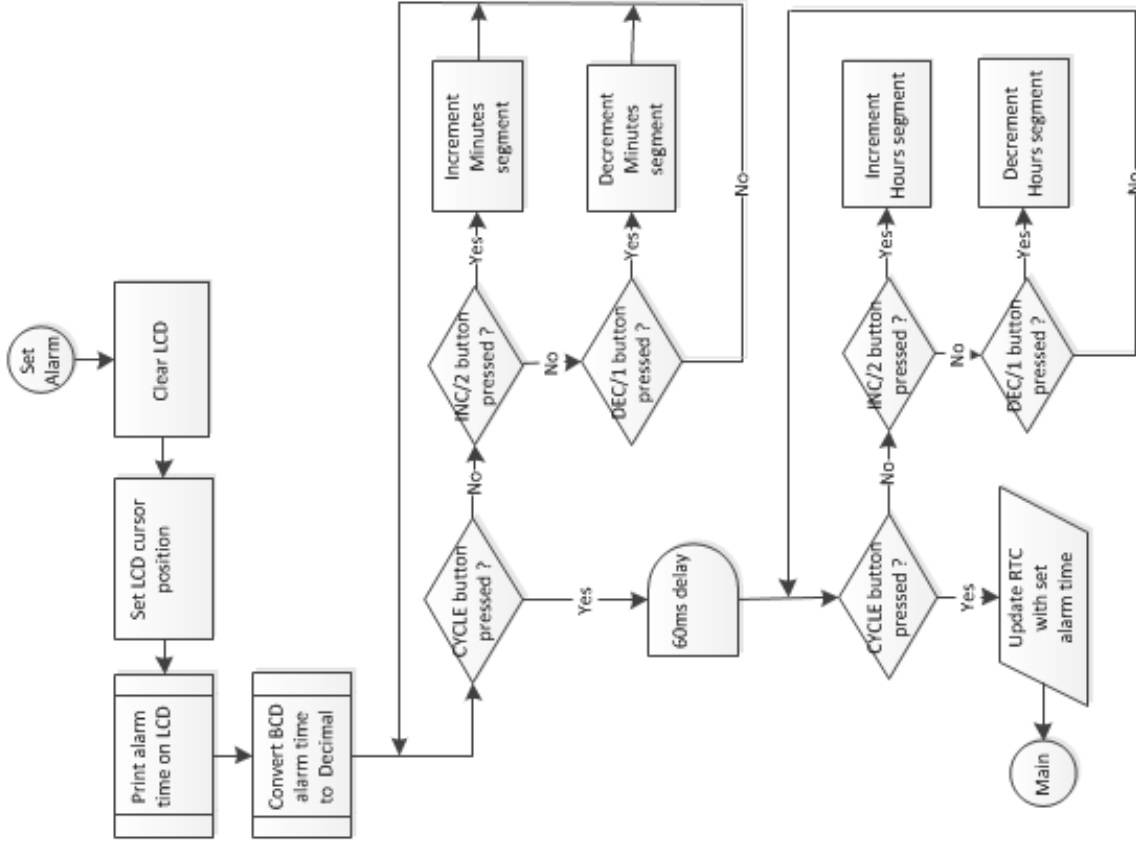 Set
Alarm
Clear LCD
Set LCD cursor
position
Print alarm
time on LCD
Convert BCD
alarm time
to Decimal
CYCLE button
pressed ?
No
INC/2 button
pressed ?
Yes
Increment
Minutes
segment
No
DEC/1 button
pressed ?
Yes
Decrement
Minutes
segment
No
Yes
60ms delay
CYCLE button
pressed ?
No
INC/2 button
pressed ?
Yes
Increment
Hours segment
No
DEC/1 button
pressed ?
Yes
Decrement
Hours segment
No
Yes
Update RTC
with set
alarm time
Main